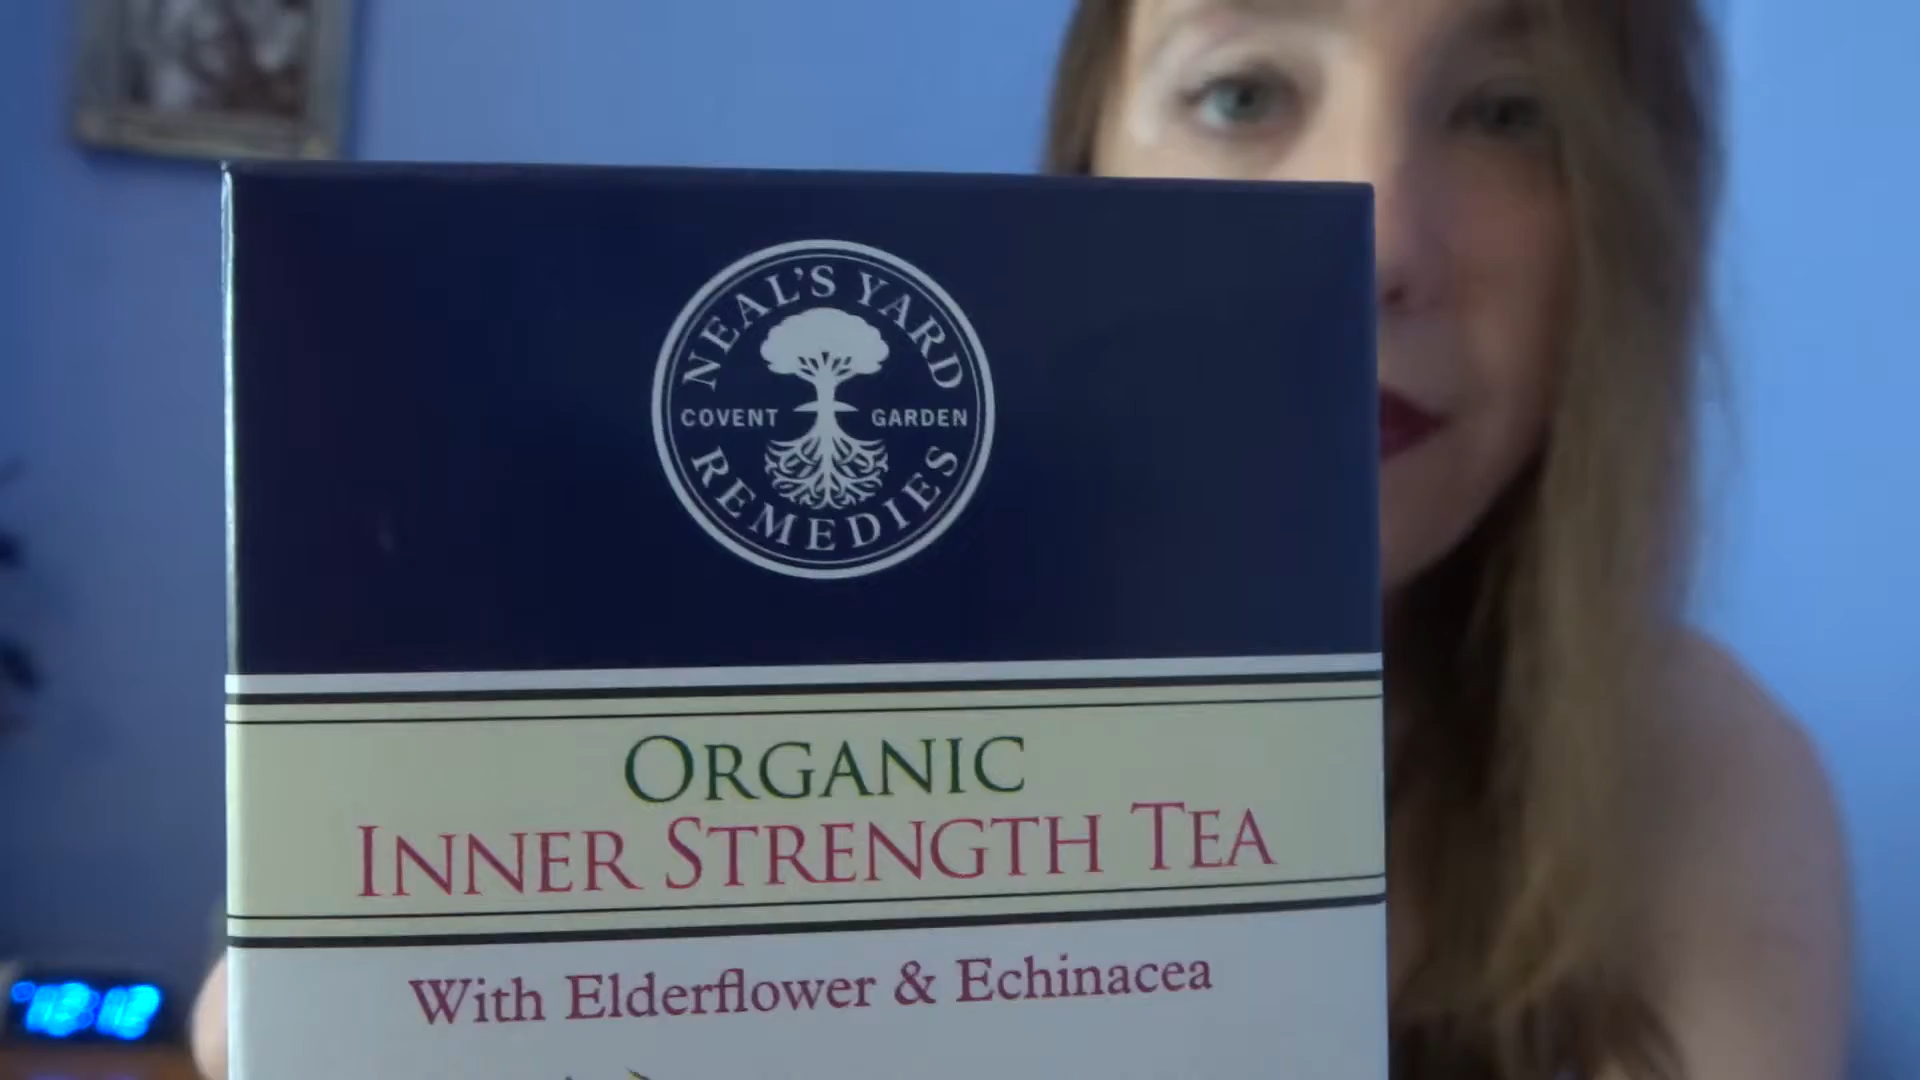 NEAL'S YARD
COVENT GARDEN
REMEDIES
ORGANIC
INNER STRENGTH TEA
With Elderflower & Echinacea